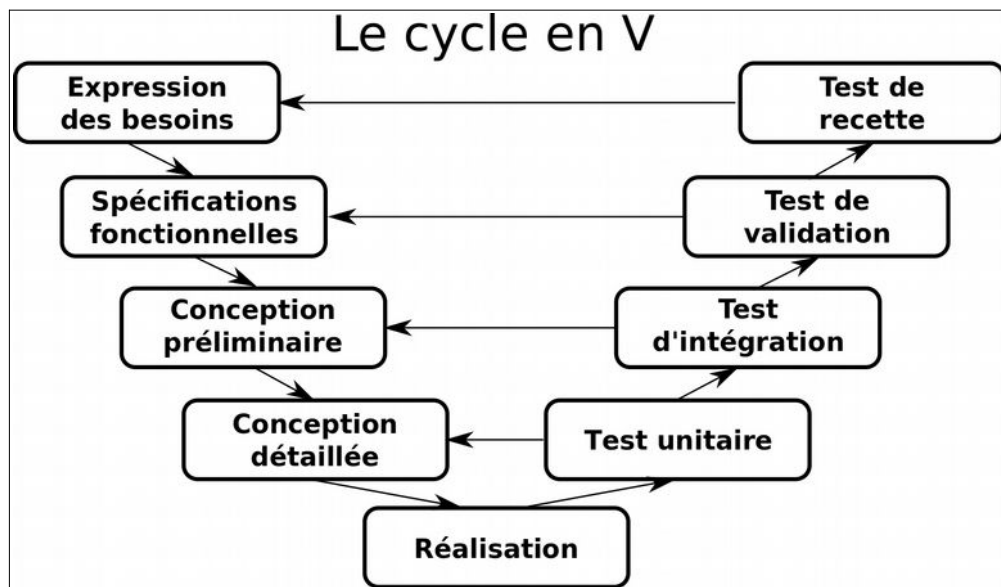 Le cycle en V
Expression
des besoins
Test de
recette
Spécifications
fonctionnelles
Test de
validation
Conception
préliminaire
Test
d'intégration
Conception
détaillée
Test unitaire
Réalisation